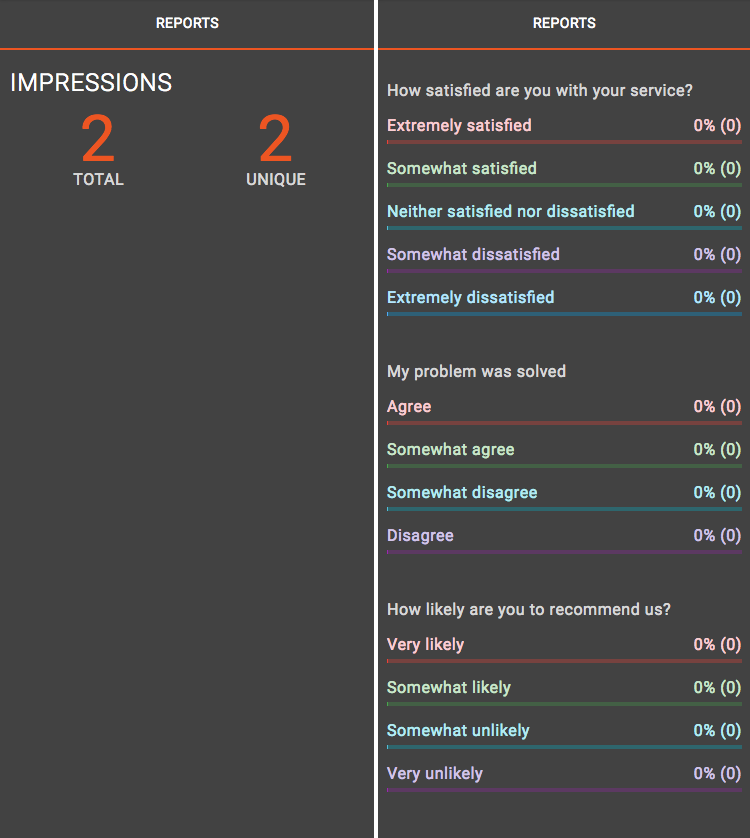 REPORTS
IMPRESSIONS
2 2
TOTAL UNIQUE
REPORTS
How satisfied are you with your service?
Extremely satisfied 0% (0)
Somewhat satisfied 0% (0)
Neither satisfied nor dissatisfied 0% (0)
Somewhat dissatisfied 0% (0)
Extremely dissatisfied 0% (0)
My problem was solved
Agree 0% (0)
Somewhat agree 0% (0)
Somewhat disagree 0% (0)
Disagree 0% (0)
How likely are you to recommend us?
Very likely 0% (0)
Somewhat likely 0% (0)
Somewhat unlikely 0% (0)
Very unlikely 0% (0)